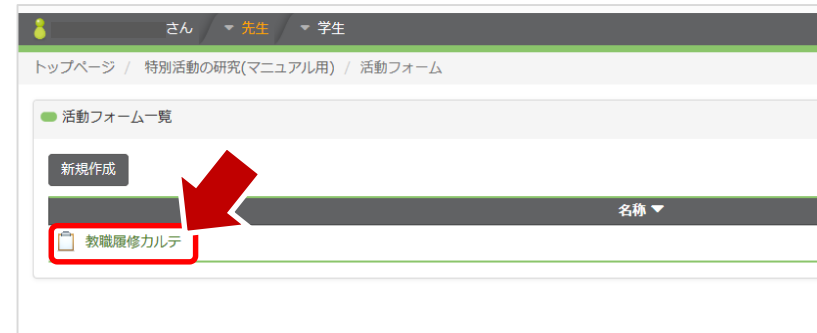 さん ▼ 先生 ▼ 学生
トップページ / 特別活動の研究(マニュアル用) / 活動フォーム
活動フォーム一覧
新規作成
名称 ▼
教職履修カルテ